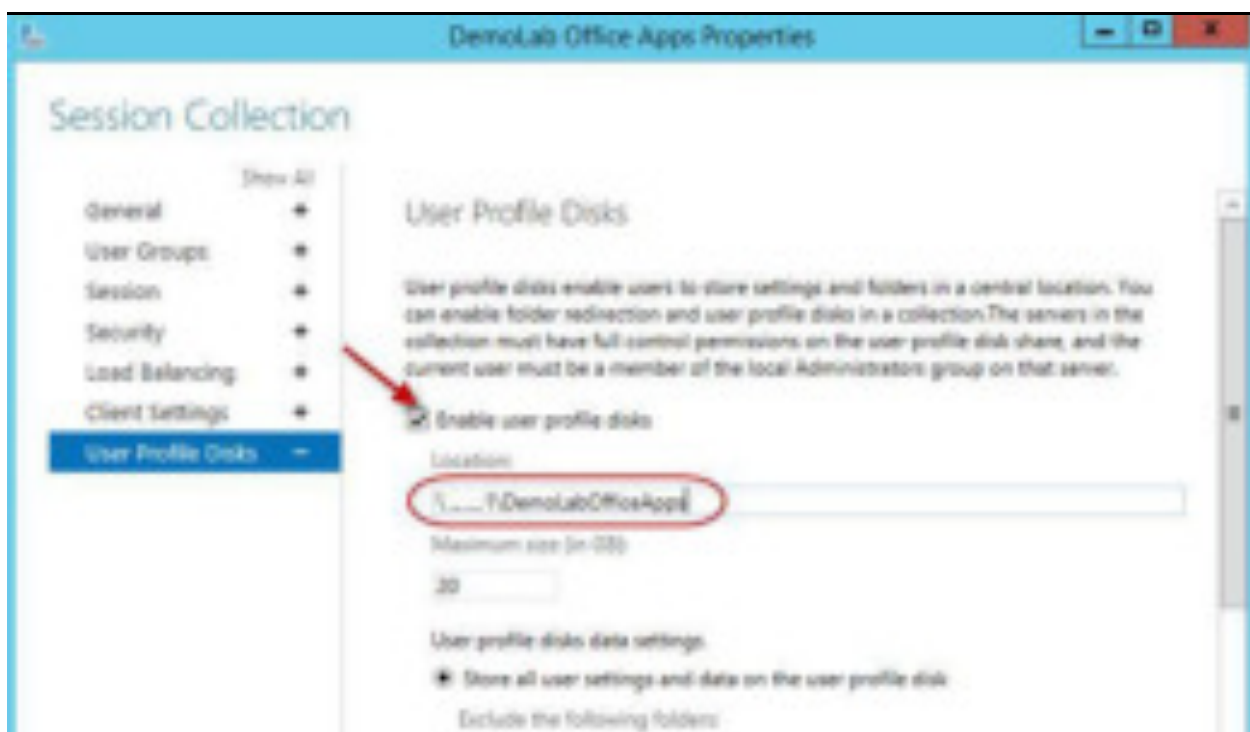 DemoLab Office Apps Properties
Session Collection
Show All
General +
User Groups +
Session +
Security +
Load Balancing +
Client Settings +
User Profile Disks –
User Profile Disks
User profile disks enable users to store settings and folders in a central location. You
can enable folder redirection and user profile disks in a collection.The servers in the
collection must have full control permissions on the user profile disk share, and the
current user must be a member of the local Administrators group on that server.
Enable user profile disks
Location:
\DemoLabOfficeApps
Maximum size (in GB):
20
User profile disks data settings
Store all user settings and data on the user profile disk
Exclude the following folders: